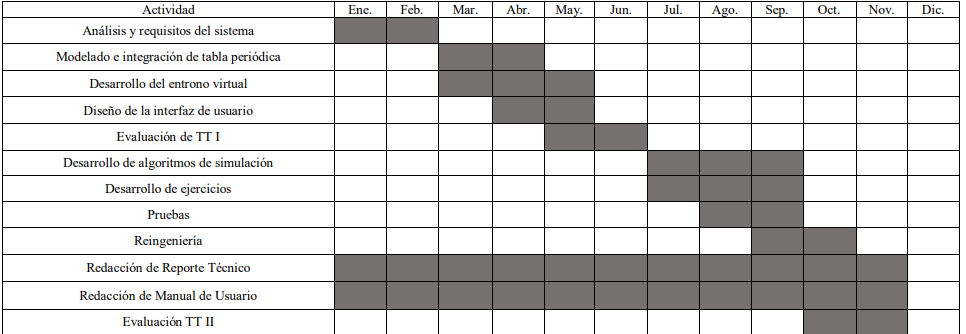 Actividad Ene. Feb. Mar. Abr. May. Jun. Jul. Ago. Sep. Oct. Nov. Dic.
Análisis y requisitos del sistema
Modelado e integración de tabla periódica
Desarrollo del entrono virtual
Diseño de la interfaz de usuario
Evaluación de TT I
Desarrollo de algoritmos de simulación
Desarrollo de ejercicios
Pruebas
Reingeniería
Redacción de Reporte Técnico
Redacción de Manual de Usuario
Evaluación TT II